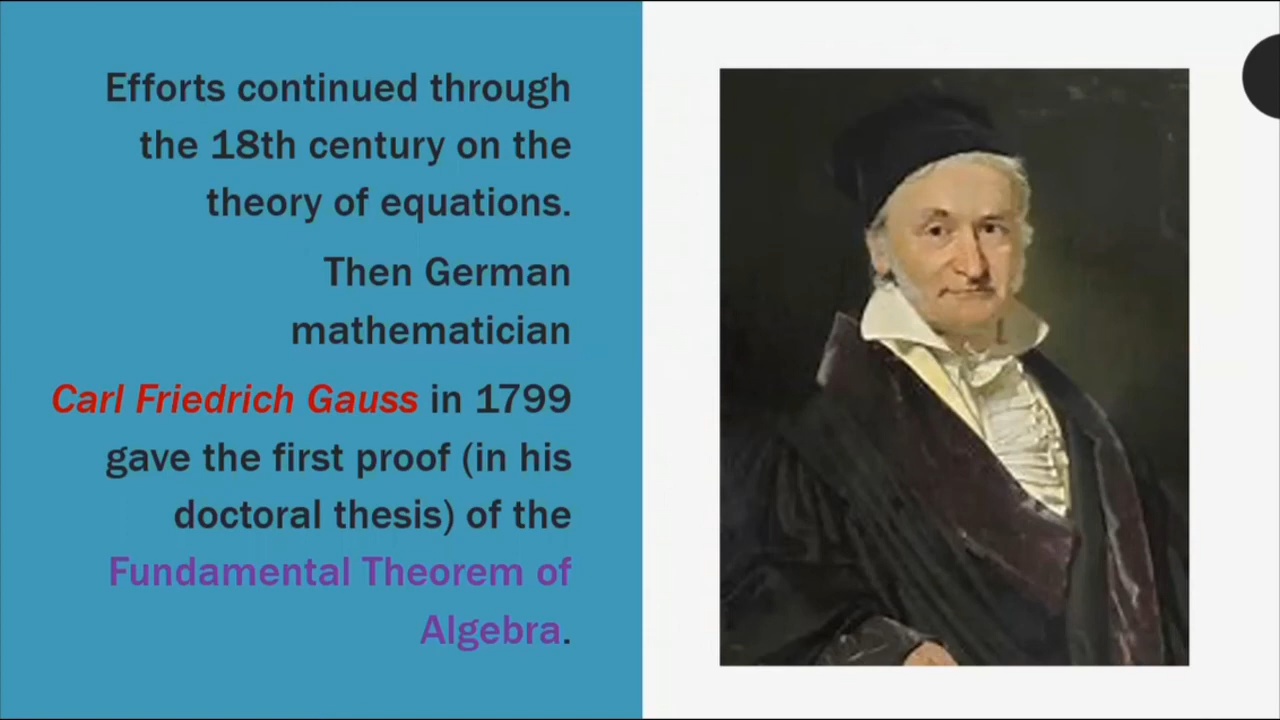 Efforts continued through
the 18th century on the
theory of equations.
Then German
mathematician
Carl Friedrich Gauss in 1799
gave the first proof (in his
doctoral thesis) of the
Fundamental Theorem of
Algebra.